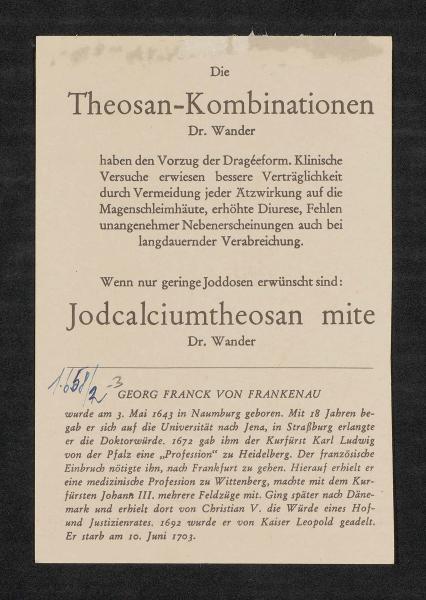 Die
Theosan-Kombinationen
Dr. Wander
haben den Vorzug der Dragéeform. Klinische
Versuche erwiesen bessere Verträglichkeit
durch Vermeidung jeder Ätzwirkung auf die
Magenschleimhäute, erhöhte Diurese, Fehlen
unangenehmer Nebenerscheinungen auch bei
langdauernder Verabreichung.
Wenn nur geringe Joddosen erwünscht sind:
Jodcalciumtheosan mite
Dr. Wander
GEORG FRANCK VON FRANKENAU
wurde am 3. Mai 1643 in Naumburg geboren. Mit 18 Jahren be-
gab er sich auf die Universität nach Jena, in Straßburg erlangte
er die Doktorwürde. 1672 gab ihm der Kurfürst Karl Ludwig
von der Pfalz eine „Profession" zu Heidelberg. Der französische
Einbruch nötigte ihn, nach Frankfurt zu gehen. Hierauf erhielt er
eine medizinische Profession zu Wittenberg, machte mit dem Kur-
fürsten Johann III. mehrere Feldzüge mit. Ging später nach Däne-
mark und erhielt dort von Christian V. die Würde eines Hof-
und Justizienrates. 1692 wurde er von Kaiser Leopold geadelt.
Er starb am 10. Juni 1703.